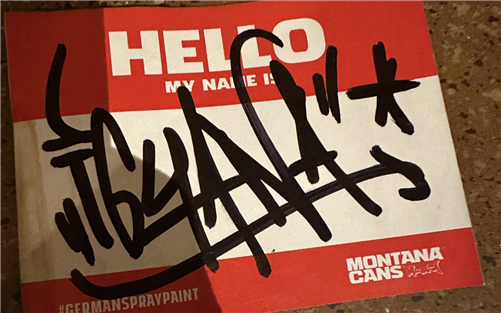 HELLO
MY NAME IS
MONTANA
CANS
#GERMANSPRAYPAINT